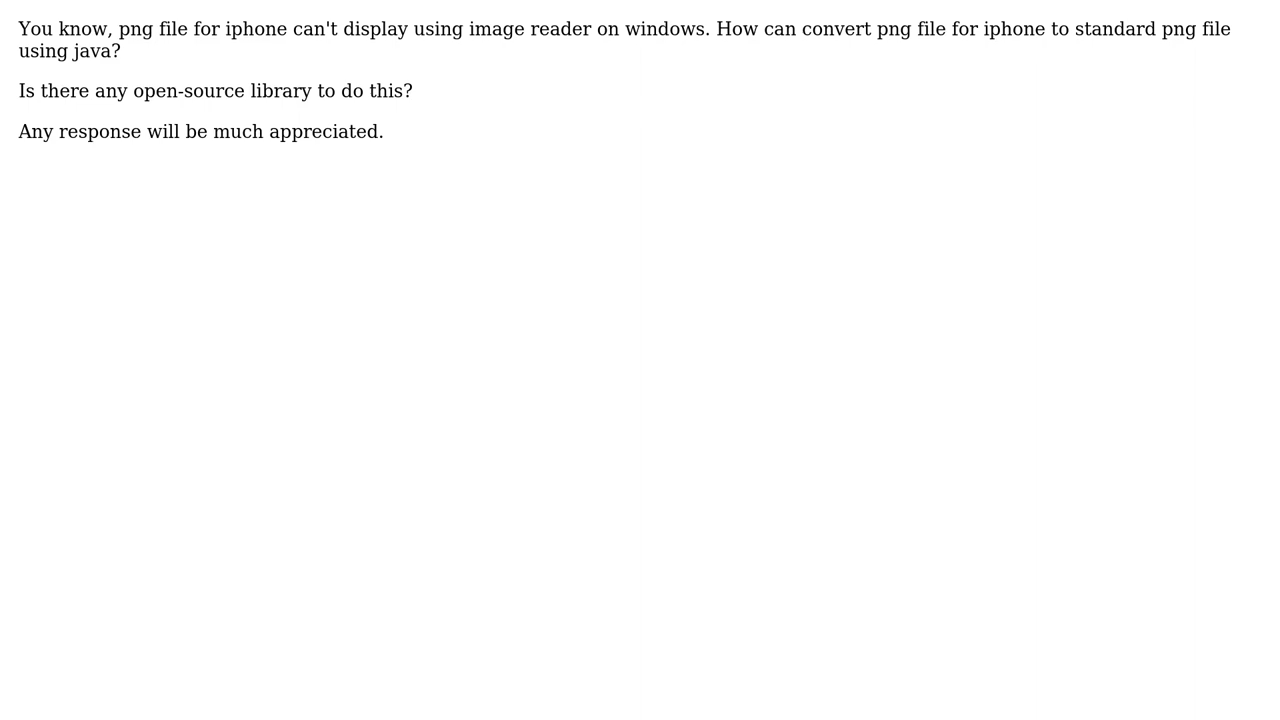 You know, png file for iphone can't display using image reader on windows. How can convert png file for iphone to standard png file
using java?
Is there any open-source library to do this?
Any response will be much appreciated.